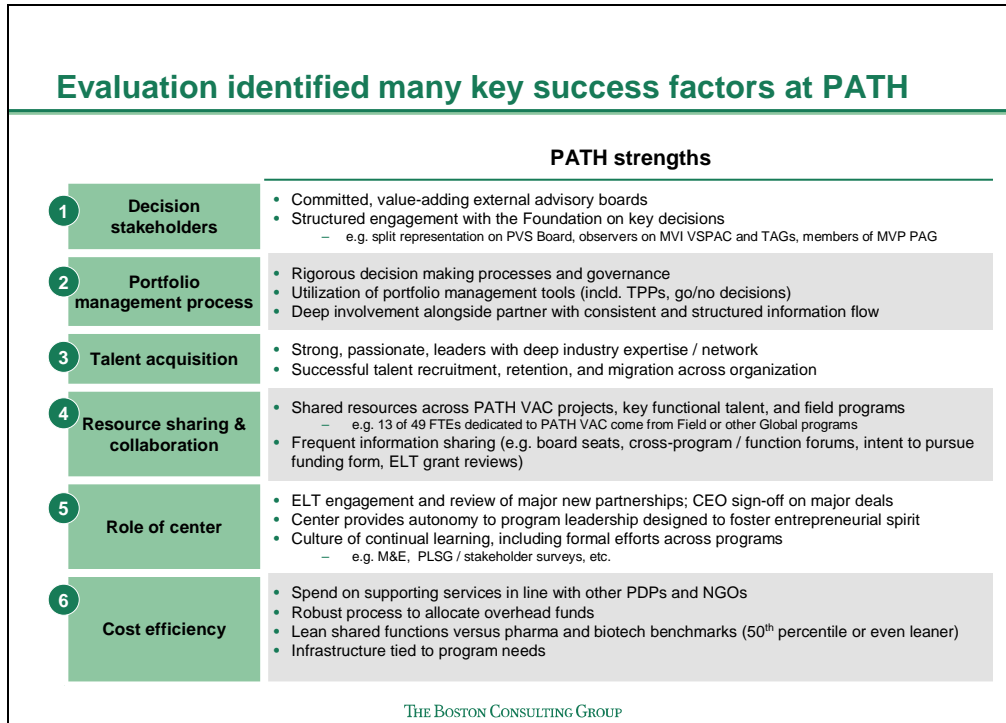 Evaluation identified many key success factors at PATH
PATH strengths
1
Decision
stakeholders
• Committed, value-adding external advisory boards
• Structured engagement with the Foundation on key decisions
– e.g. split representation on PVS Board, observers on MVI VSPAC and TAGs, members of MVP PAG
2
Portfolio
management process
• Rigorous decision making processes and governance
• Utilization of portfolio management tools (incld. TPPs, go/no decisions)
• Deep involvement alongside partner with consistent and structured information flow
3
Talent acquisition
• Strong, passionate, leaders with deep industry expertise / network
• Successful talent recruitment, retention, and migration across organization
4
Resource sharing &
collaboration
• Shared resources across PATH VAC projects, key functional talent, and field programs
– e.g. 13 of 49 FTEs dedicated to PATH VAC come from Field or other Global programs
• Frequent information sharing (e.g. board seats, cross-program / function forums, intent to pursue
funding form, ELT grant reviews)
5
Role of center
• ELT engagement and review of major new partnerships; CEO sign-off on major deals
• Center provides autonomy to program leadership designed to foster entrepreneurial spirit
• Culture of continual learning, including formal efforts across programs
– e.g. M&E, PLSG / stakeholder surveys, etc.
6
Cost efficiency
• Spend on supporting services in line with other PDPs and NGOs
• Robust process to allocate overhead funds
• Lean shared functions versus pharma and biotech benchmarks (50th percentile or even leaner)
• Infrastructure tied to program needs
THE BOSTON CONSULTING GROUP